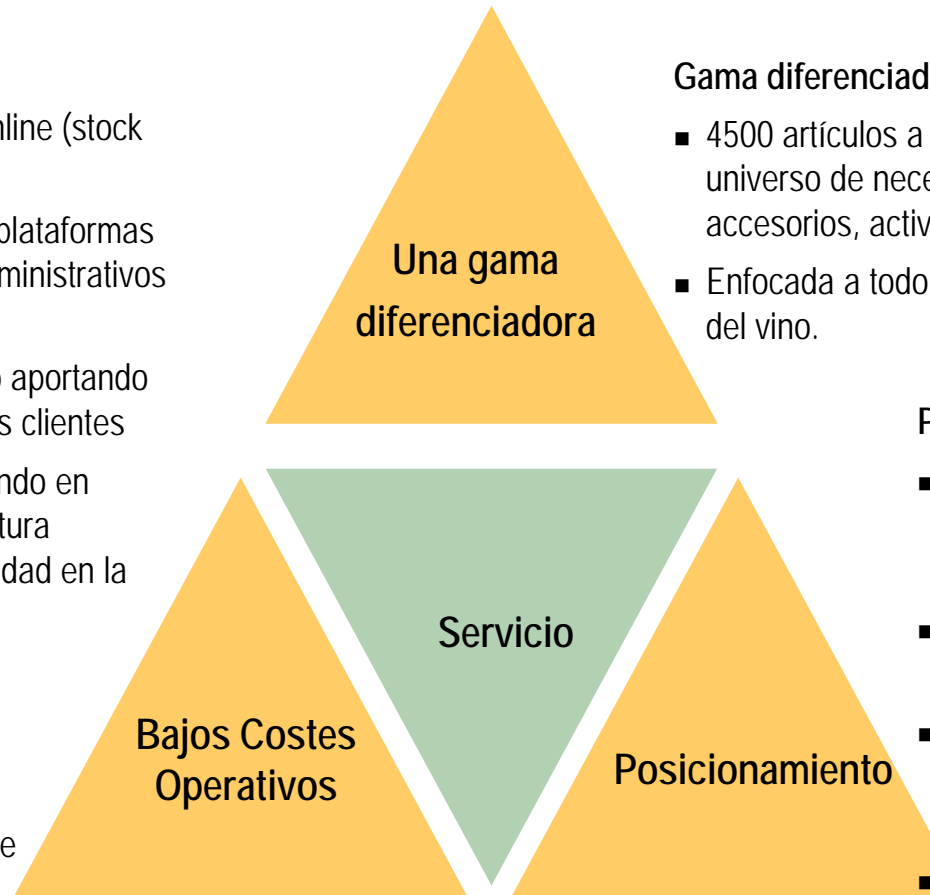 nline (stock
plataformas
ministrativos
aportando
s clientes
ndo en
tura
idad en la
e
Una gama
diferenciadora
Servicio
Bajos Costes
Operativos
Posicionamiento
Gama diferenciad
■ 4500 artículos a
universo de nece
accesorios, activ
■ Enfocada a todo
del vino.
P